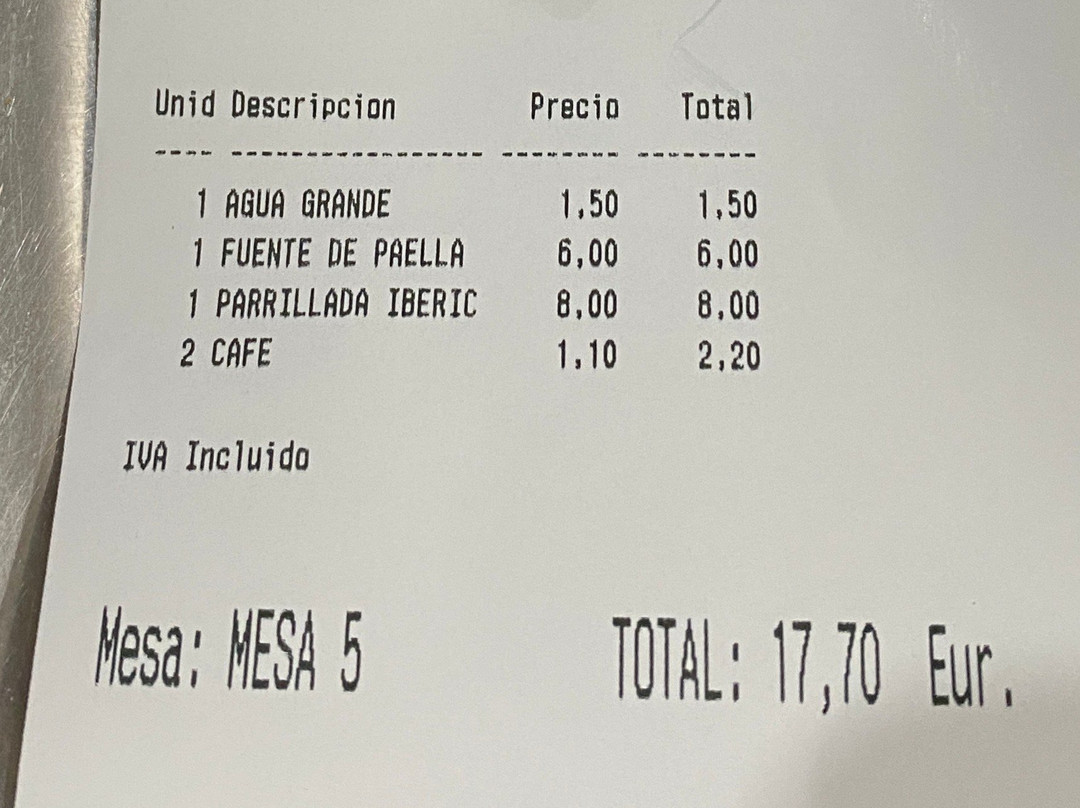 Unid Descripcion Precio Total
---- ----------------- -------- --------
1 AGUA GRANDE 1,50 1,50
1 FUENTE DE PAELLA 6,00 6,00
1 PARRILLADA IBERIC 8,00 8,00
2 CAFE 1,10 2,20
IVA Incluido
Mesa: MESA 5 TOTAL: 17,70 Eur.